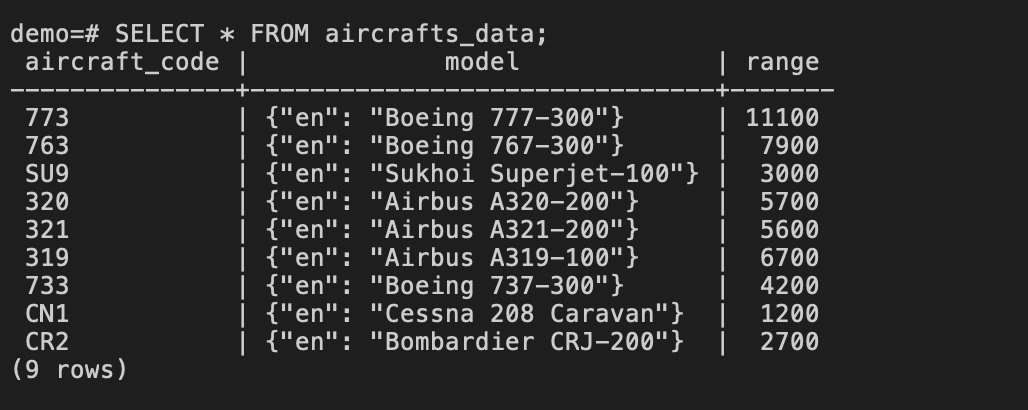 demo=# SELECT * FROM aircrafts_data;
 aircraft_code |             model             | range
---------------+-------------------------------+-------
 773           | {"en": "Boeing 777-300"}      | 11100
 763           | {"en": "Boeing 767-300"}      |  7900
 SU9           | {"en": "Sukhoi Superjet-100"} |  3000
 320           | {"en": "Airbus A320-200"}     |  5700
 321           | {"en": "Airbus A321-200"}     |  5600
 319           | {"en": "Airbus A319-100"}     |  6700
 733           | {"en": "Boeing 737-300"}      |  4200
 CN1           | {"en": "Cessna 208 Caravan"}  |  1200
 CR2           | {"en": "Bombardier CRJ-200"}  |  2700
(9 rows)